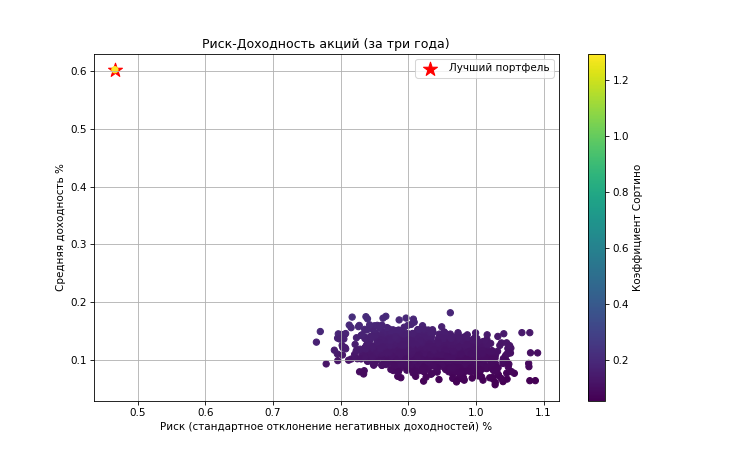 Риск-Доходность акций (за три года)
Лучший портфель
Средняя доходность %
0.6
0.5
0.4
0.3
0.2
0.1
0.5 0.6 0.7 0.8 0.9 1.0 1.1
Риск (стандартное отклонение негативных доходностей) %
1.2
1.0
0.8
0.6
0.4
0.2
Коэффициент Сортино